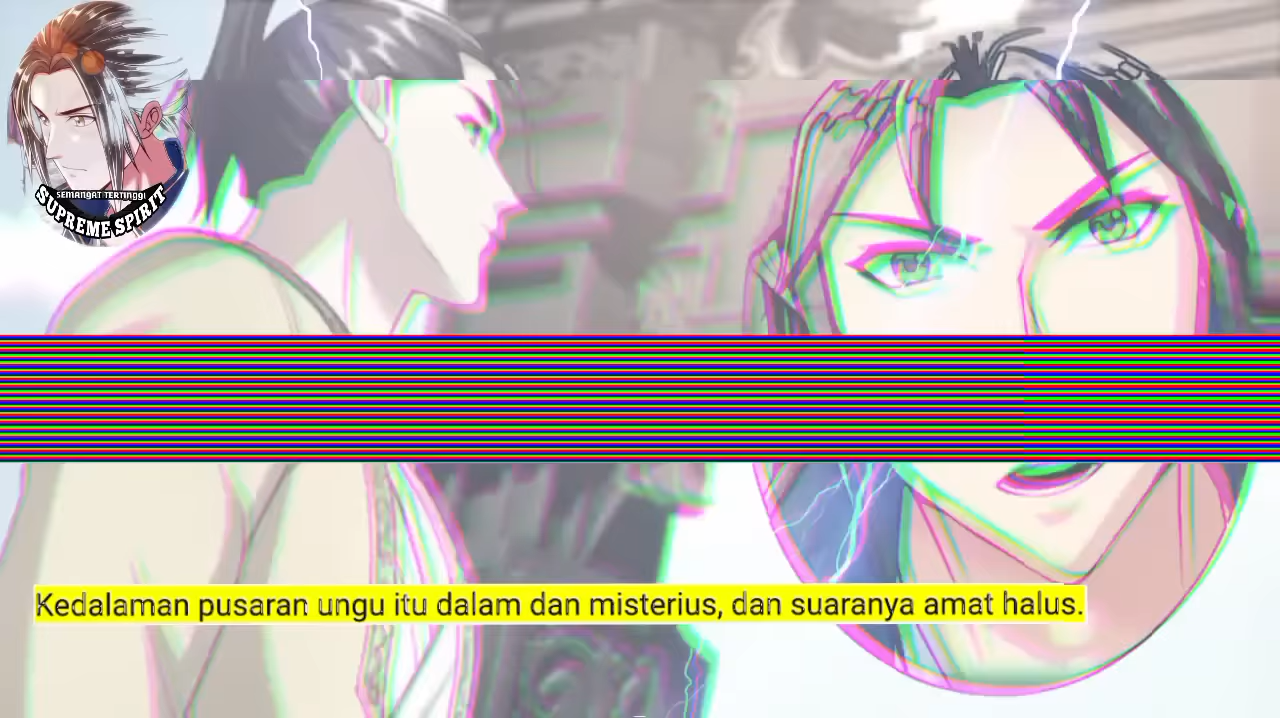 SEMANGAT TERTINGGI
SUPREME SPIRIT
Kedalaman pusaran ungu itu dalam dan misterius, dan suaranya amat halus.